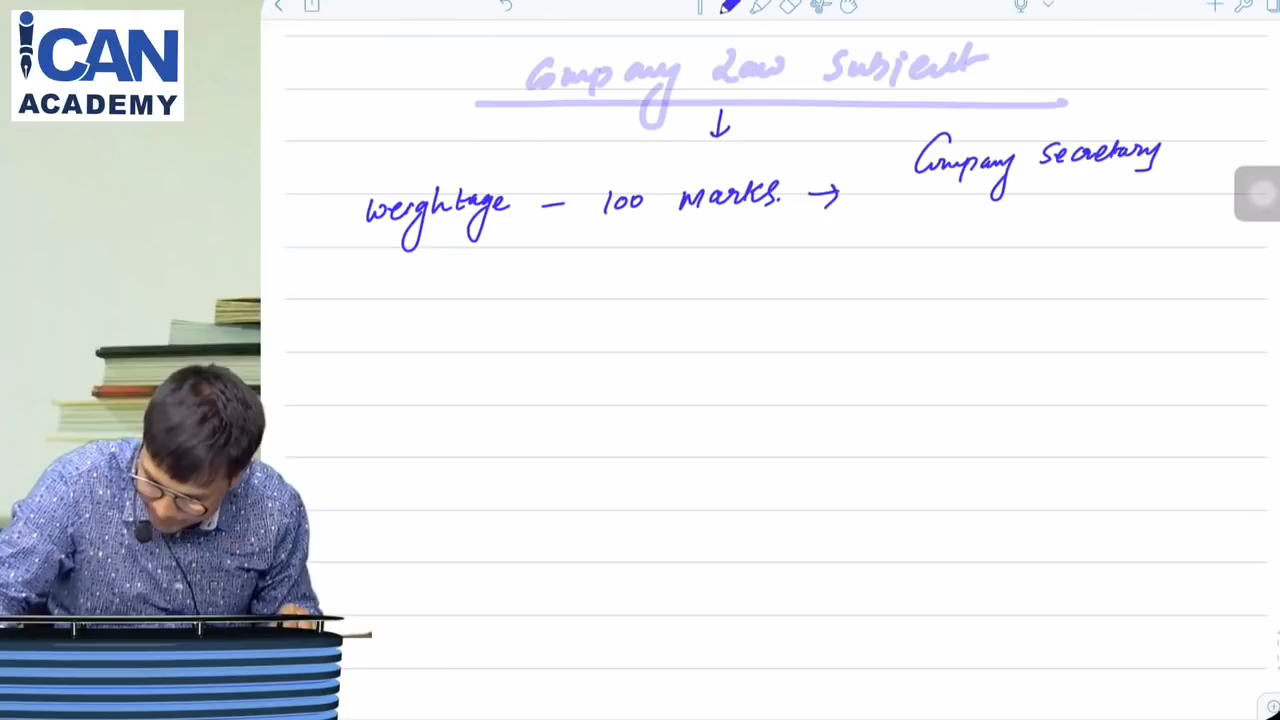 iCAN
ACADEMY
Company Law Subject
↓
Company Secretary
Weightage – 100 Marks. →